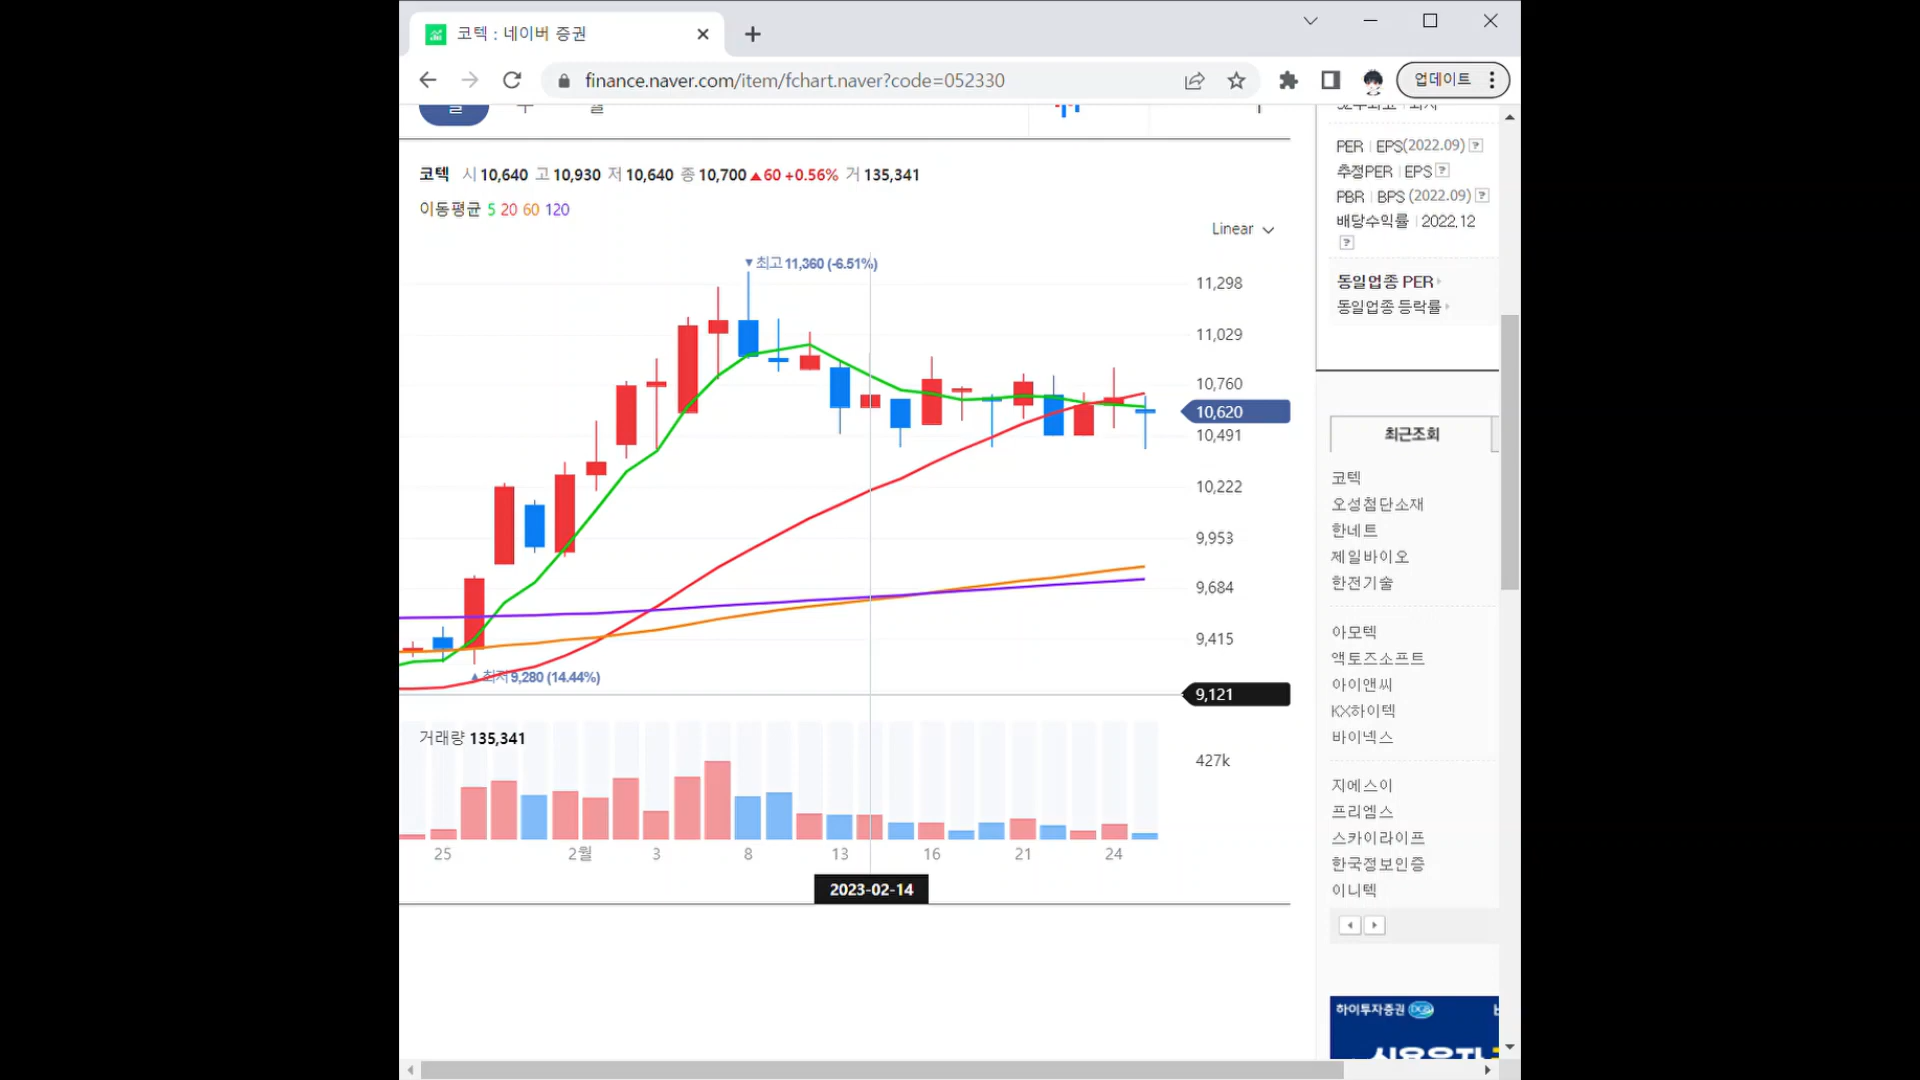 코텍 : 네이버 증권
finance.naver.com/item/fchart.naver?code=052330
업데이트
코텍 시 10,640 고 10,930 저 10,640 종 10,700 ▲60 +0.56% 거 135,341
이동평균 5 20 60 120
Linear
▼최고 11,360 (-6.51%)
11,298
11,029
10,760
10,620
10,491
10,222
9,953
9,684
9,415
▲최저 9,280 (14.44%)
9,121
거래량 135,341
427k
25 2월 3 8 13 16 21 24
2023-02-14
PER EPS(2022.09) ?
추정PER EPS ?
PBR BPS (2022.09) ?
배당수익률 2022.12
?
동일업종 PER
동일업종 등락률
최근조회
코텍
오성첨단소재
한네트
제일바이오
한전기술
아모텍
액토즈소프트
아이앤씨
KX하이텍
바이넥스
지에스이
프리엠스
스카이라이프
한국정보인증
이니텍
하이투자증권 DGB